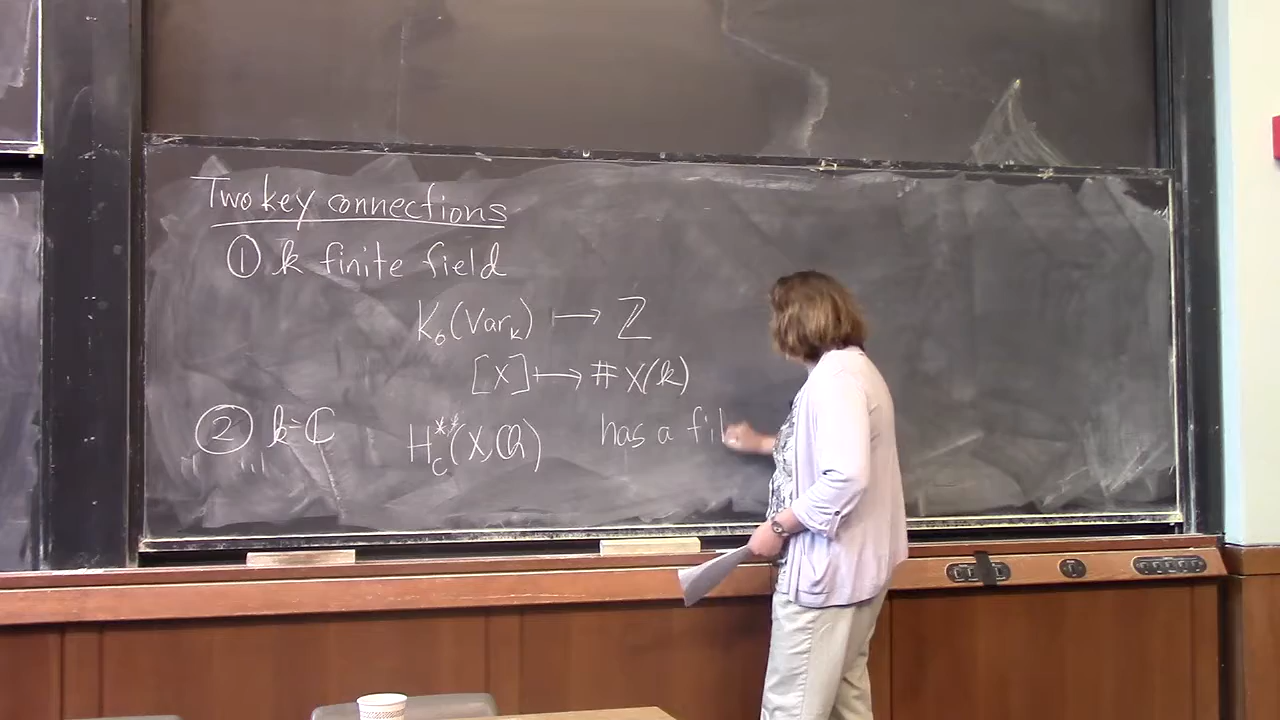 Two key connections
① k finite field
K₀(Var_k) ⟶ ℤ
[X] ⟼ # X(k)
② k=ℂ H_c^{**}(X,ℚ) has a fil